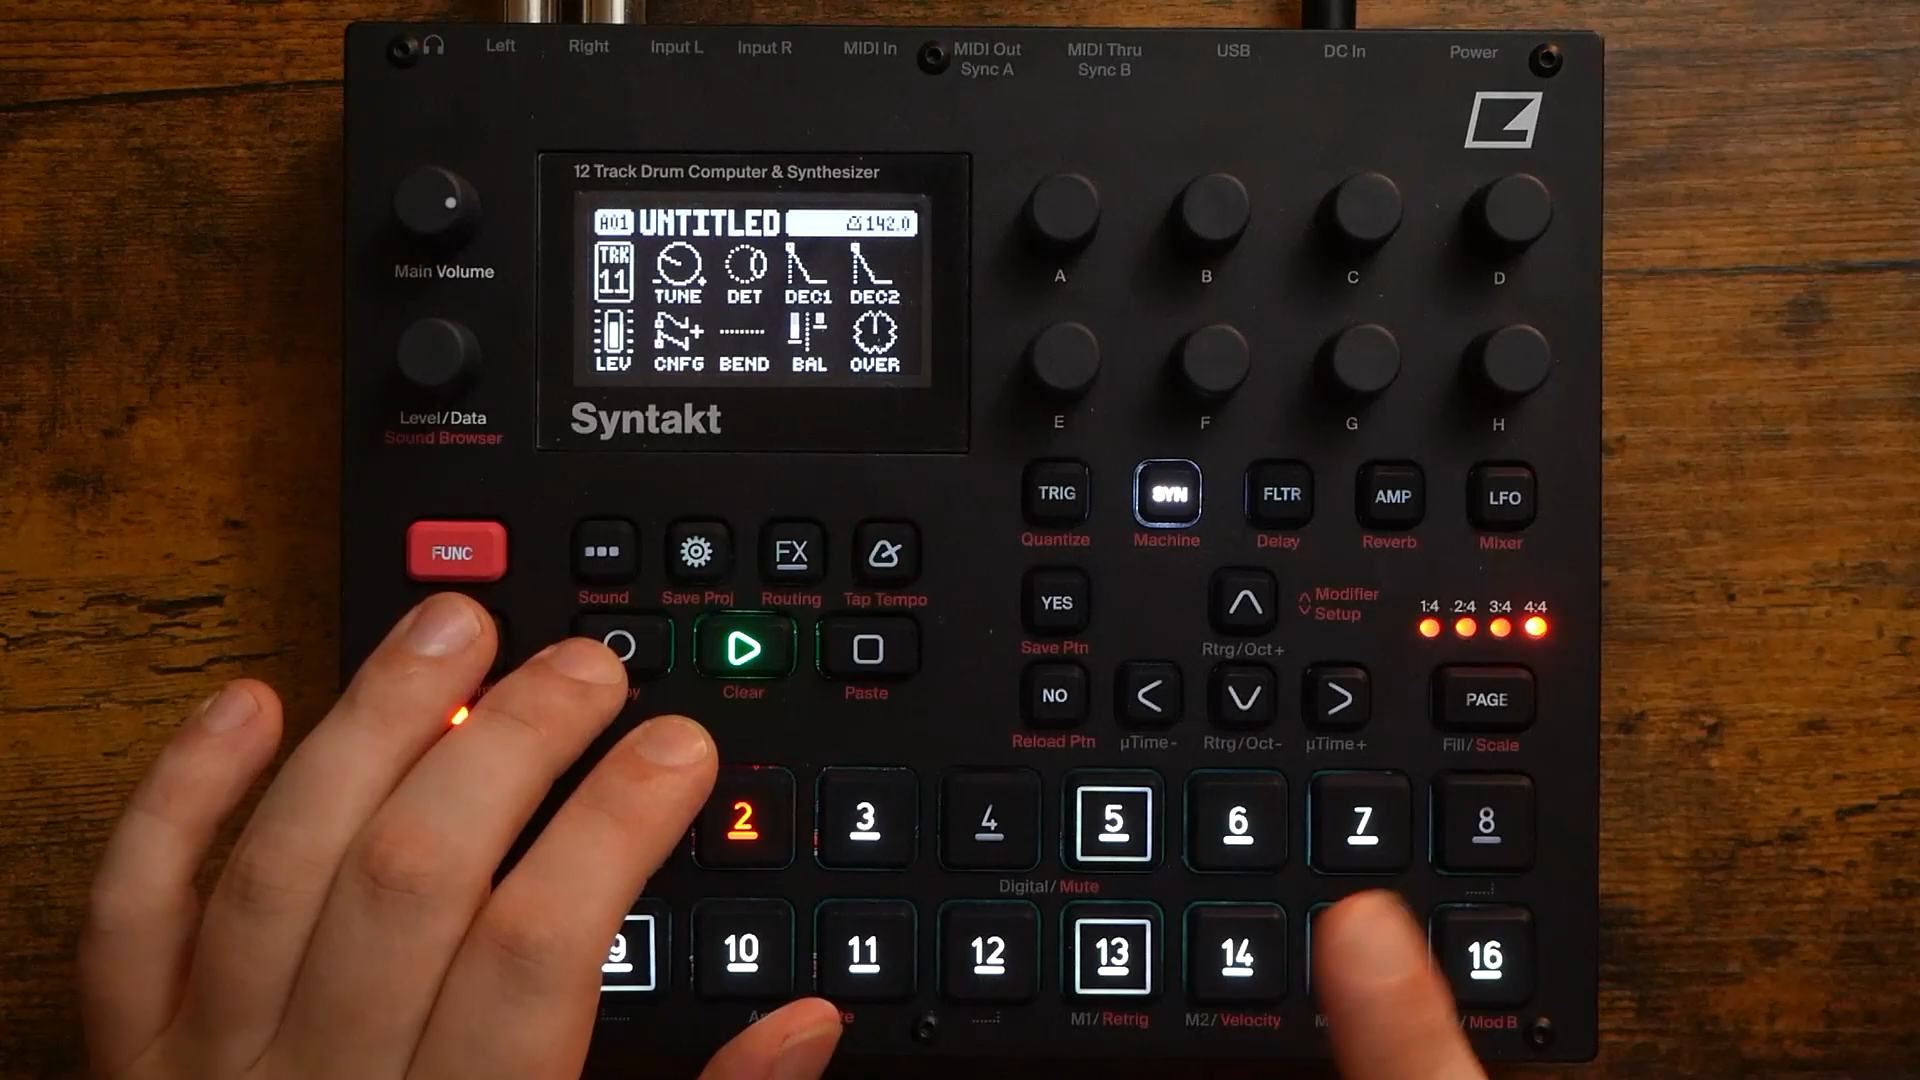 Left Right Input L Input R MIDI In MIDI Out MIDI Thru USB DC In Power
Sync A Sync B
12 Track Drum Computer & Synthesizer
A01 UNTITLED 142.0
TRK 11 TUNE DET DEC1 DEC2
LEV CNFG BEND BAL OVER
Syntakt
Main Volume
Level/Data
Sound Browser
A B C D
E F G H
TRIG SYN FLTR AMP LFO
Quantize Machine Delay Reverb Mixer
FUNC FX
Sound Save Proj Routing Tap Tempo
YES
Save Ptn
Rtrg/Oct+
Modifier
Setup
1:4 2:4 3:4 4:4
Clear Paste
NO PAGE
Reload Ptn µTime- Rtrg/Oct- µTime+ Fill/Scale
2 3 4 5 6 7 8
Digital/Mute
9 10 11 12 13 14 16
M1/Retrig M2/Velocity / Mod B